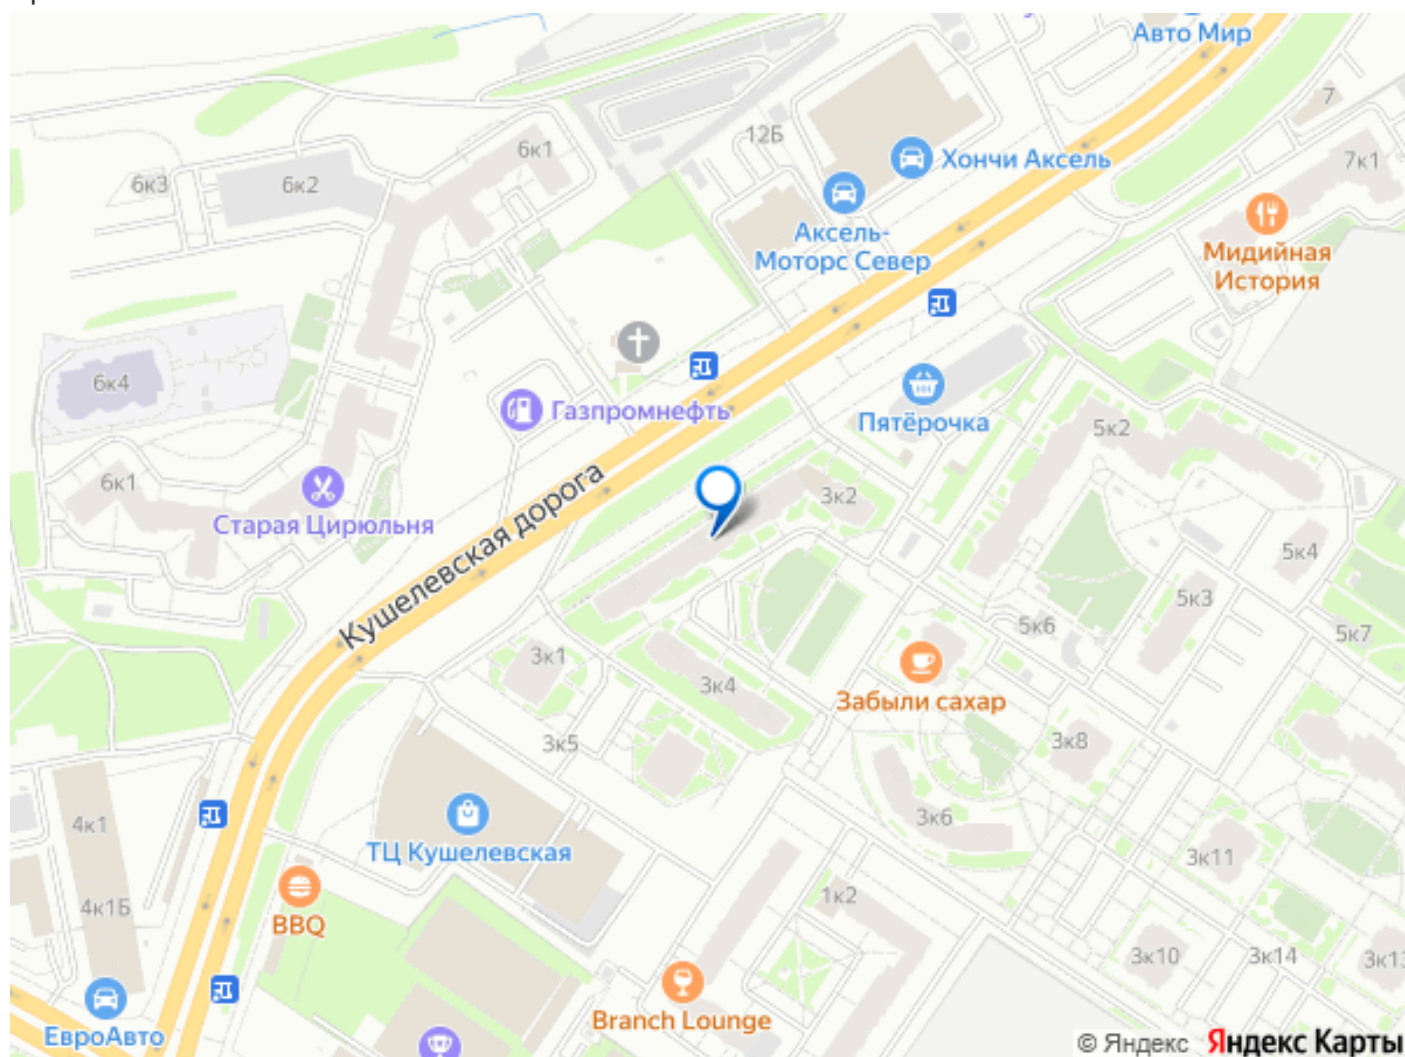 Авто Мир
7
12Б
6к1
Хончи Аксель
7к1
6к3
6к2
Аксель-
Моторс Север
Мидийная
История
6к4
Газпромнефть
Пятёрочка
5к2
6к1
3к2
Старая Цирюльня
Кушелевская дорога
5к4
5к3
5к6
5к7
3к1
3к4
Забыли сахар
3к5
3к8
4к1
ТЦ Кушелевская
3к6
3к11
1к2
4к1Б
BBQ
3к10
3к14
3к13
Branch Lounge
ЕвроАвто
© Яндекс Яндекс Карты